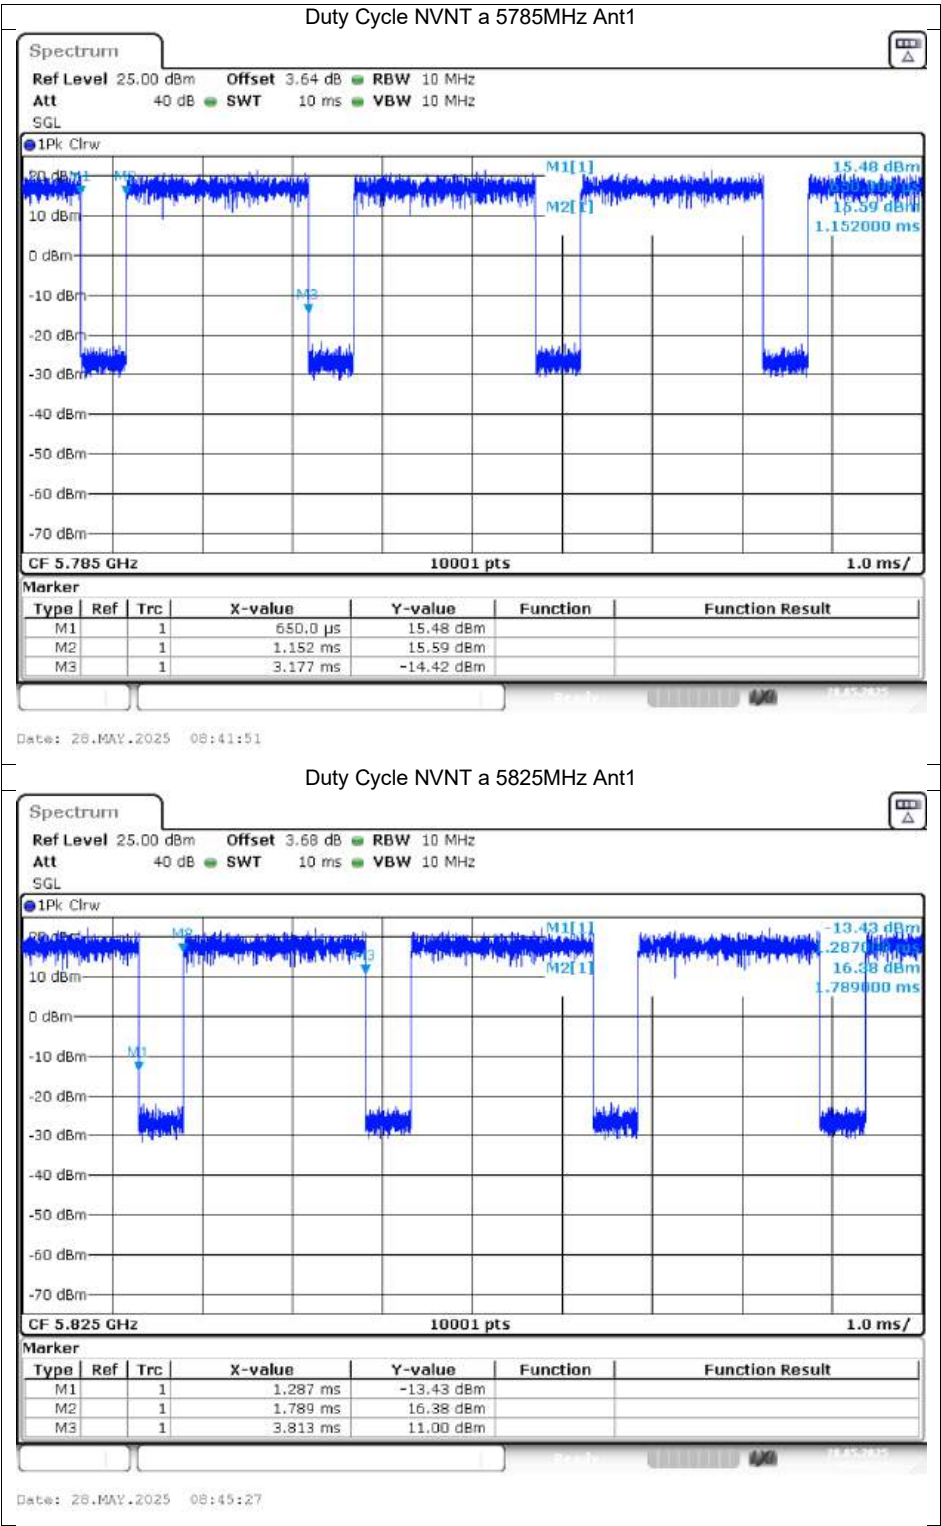 Duty Cycle NVNT a 5785MHz Ant1
Spectrum
Ref Level 25.00 dBm Offset 3.64 dB RBW 10 MHz
Att 40 dB SWT 10 ms VBW 10 MHz
SGL
1Pk Clrw
M1[1] 15.48 dBm
20 dBm M1 M2
M2[1] 15.59 dBm
10 dBm
1.152000 ms
0 dBm
-10 dBm M3
-20 dBm
-30 dBm
-40 dBm
-50 dBm
-60 dBm
-70 dBm
CF 5.785 GHz 10001 pts 1.0 ms/
Marker
Type Ref Trc X-value Y-value Function Function Result
M1 1 650.0 µs 15.48 dBm
M2 1 1.152 ms 15.59 dBm
M3 1 3.177 ms -14.42 dBm
Date: 28.MAY.2025 08:41:51
Duty Cycle NVNT a 5825MHz Ant1
Spectrum
Ref Level 25.00 dBm Offset 3.68 dB RBW 10 MHz
Att 40 dB SWT 10 ms VBW 10 MHz
SGL
1Pk Clrw
M1[1] -13.43 dBm
20 dBm M2
M3
M2[1] 16.38 dBm
10 dBm
1.789000 ms
0 dBm
-10 dBm M1
-20 dBm
-30 dBm
-40 dBm
-50 dBm
-60 dBm
-70 dBm
CF 5.825 GHz 10001 pts 1.0 ms/
Marker
Type Ref Trc X-value Y-value Function Function Result
M1 1 1.287 ms -13.43 dBm
M2 1 1.789 ms 16.38 dBm
M3 1 3.813 ms 11.00 dBm
Date: 28.MAY.2025 08:45:27